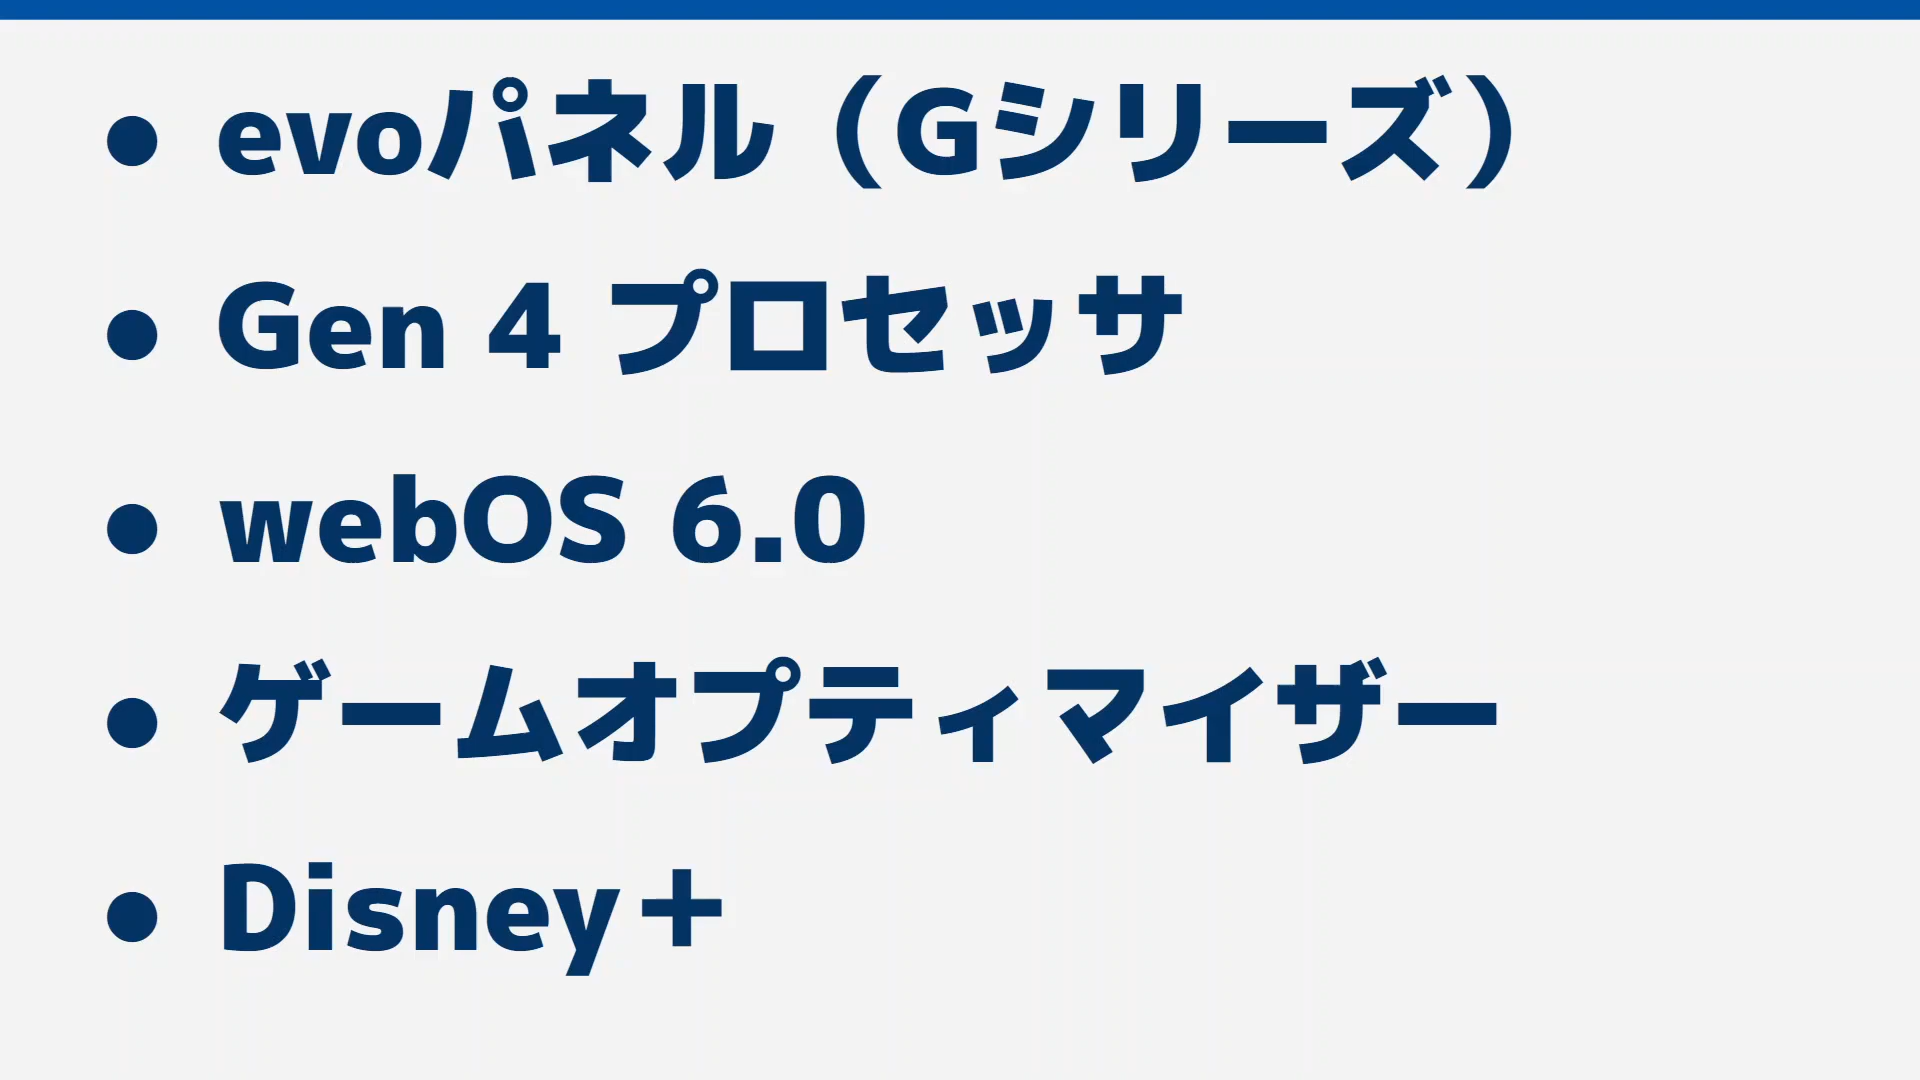 • evoパネル（Gシリーズ）
• Gen 4 プロセッサ
• webOS 6.0
• ゲームオプティマイザー
• Disney＋